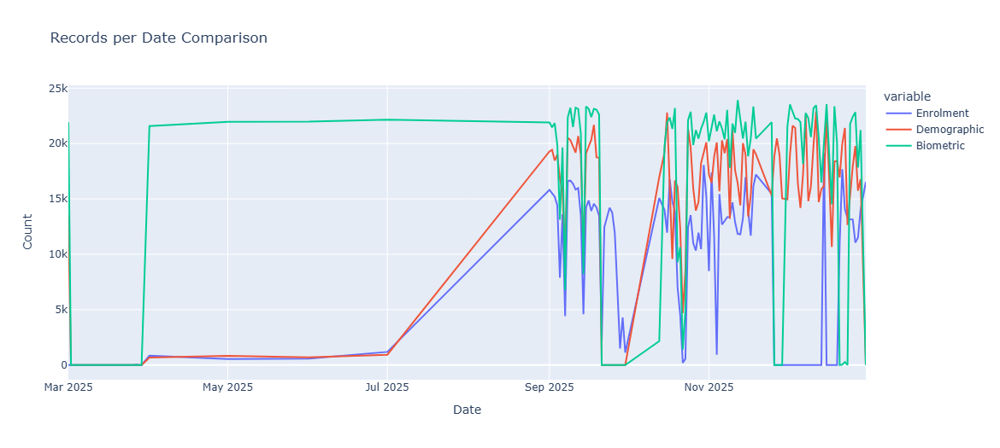 Records per Date Comparison
variable
Enrolment
Demographic
Biometric
25k
20k
15k
10k
5k
0
Count
Mar 2025
May 2025
Jul 2025
Sep 2025
Nov 2025
Date